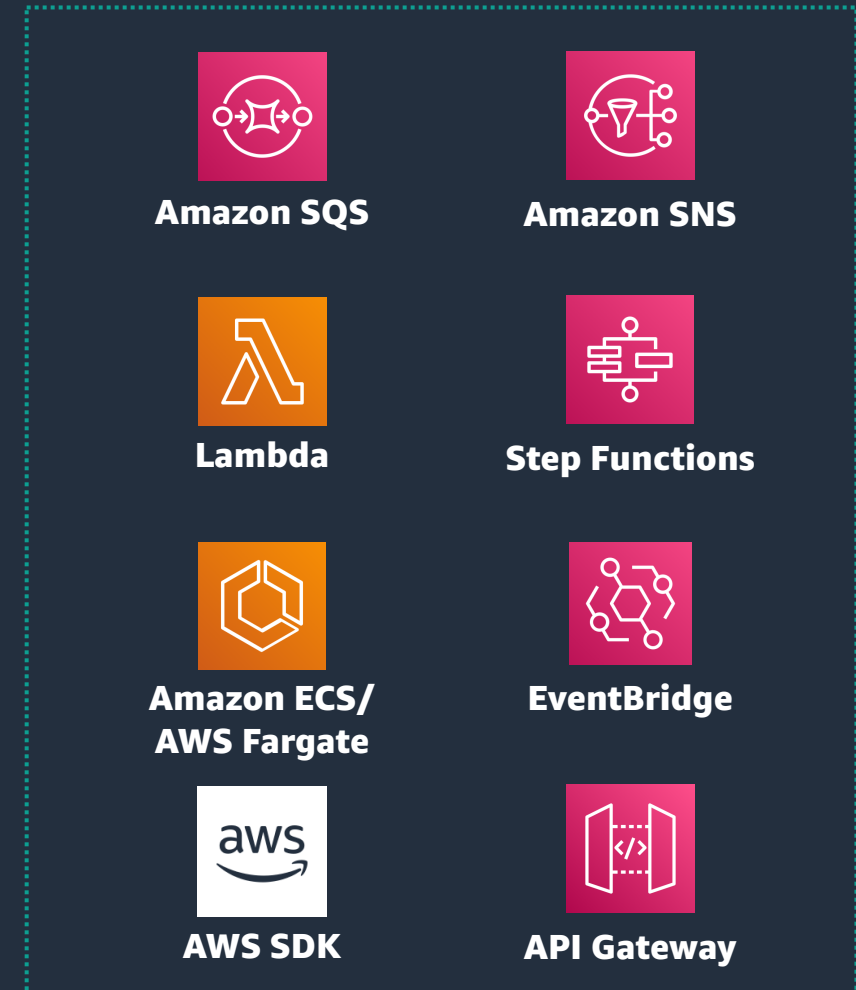 Amazon SQS
Amazon SNS
Lambda
Step Functions
</>
Amazon ECS/
AWS Fargate
EventBridge
aws
AWS SDK
</>
API Gateway